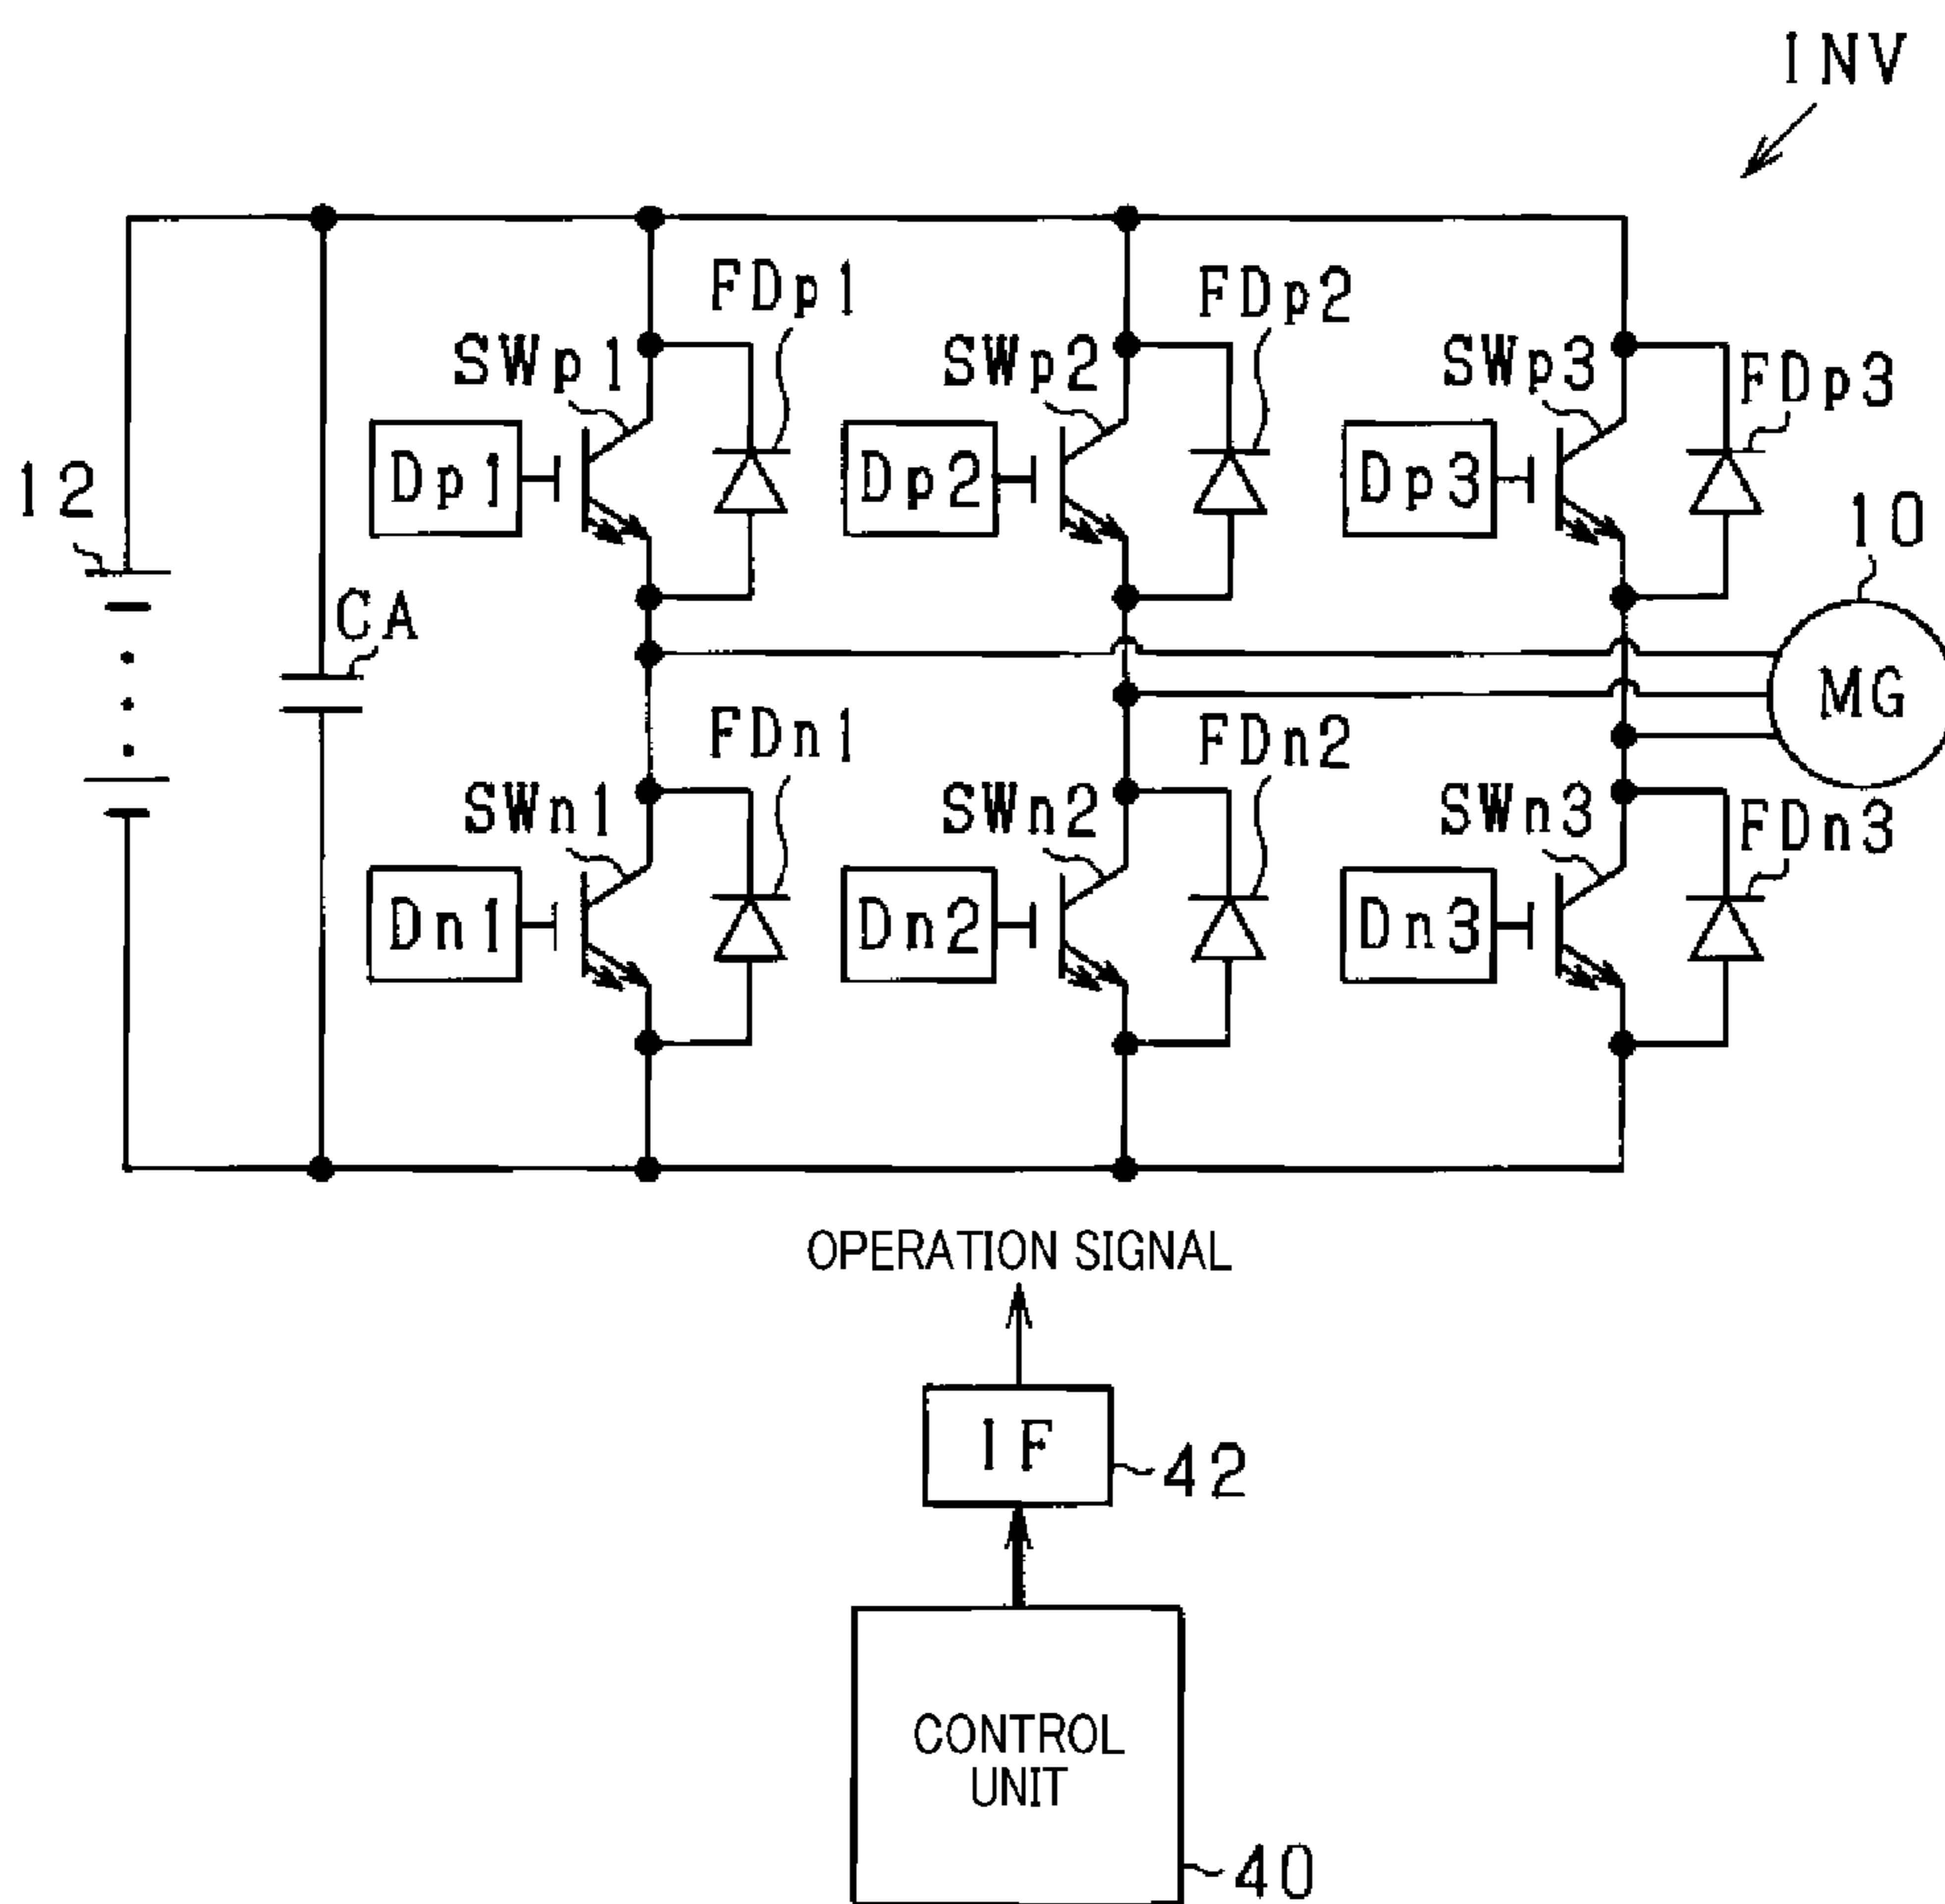 INV
FDp1
FDp2
SWp1
SWp2
SWp3
FDp3
12
Dp1
Dp2
Dp3
10
CA
MG
FDn1
FDn2
SWn1
SWn2
SWn3
FDn3
Dn1
Dn2
Dn3
OPERATION SIGNAL
IF
42
CONTROL
UNIT
40